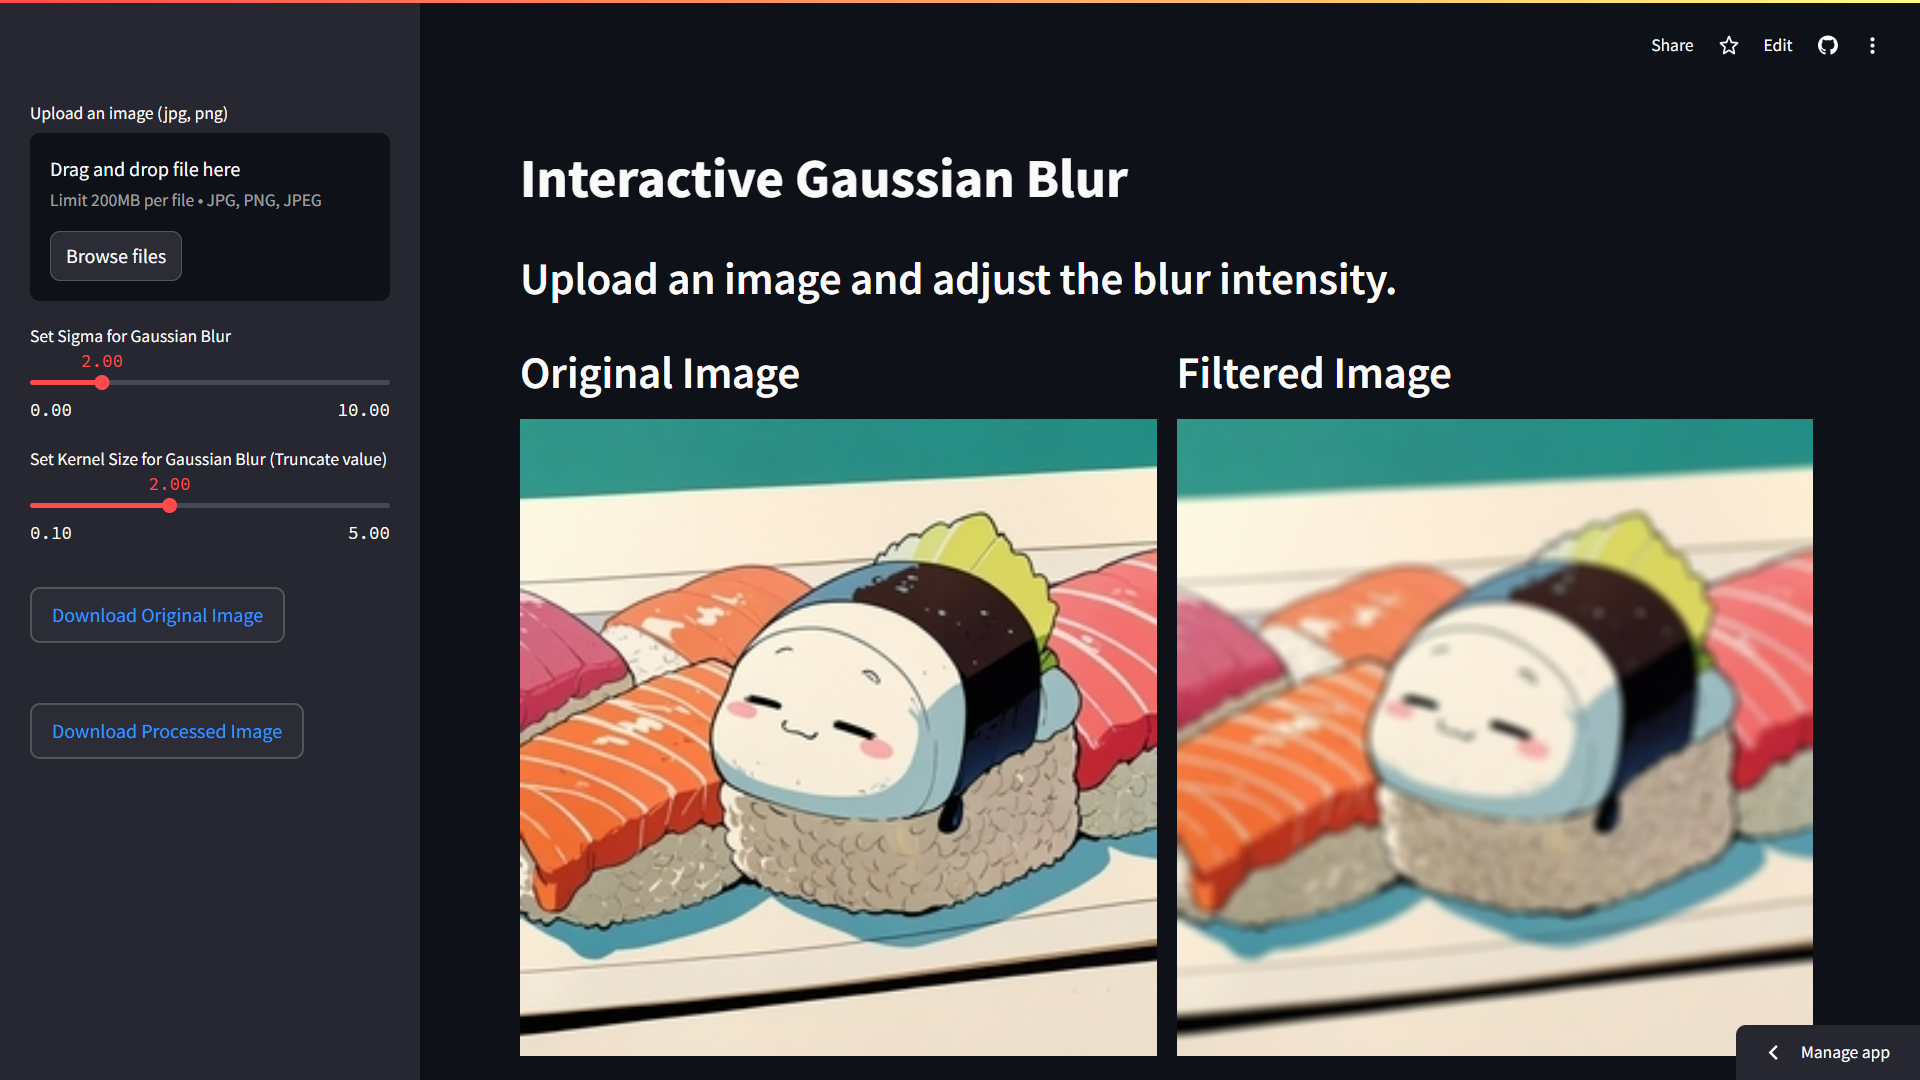 Share
Edit
Upload an image (jpg, png)
Drag and drop file here
Limit 200MB per file • JPG, PNG, JPEG
Browse files
Set Sigma for Gaussian Blur
2.00
0.00 10.00
Set Kernel Size for Gaussian Blur (Truncate value)
2.00
0.10 5.00
Download Original Image
Download Processed Image
Interactive Gaussian Blur
Upload an image and adjust the blur intensity.
Original Image
Filtered Image
Manage app